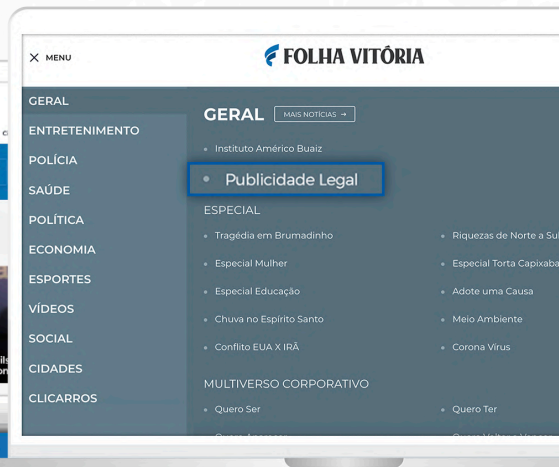 MENU
FOLHA VITÓRIA
GERAL
ENTRETENIMENTO
POLÍCIA
SAÚDE
POLÍTICA
ECONOMIA
ESPORTES
VÍDEOS
SOCIAL
CIDADES
CLICARROS
GERAL MAIS NOTÍCIAS →
Instituto Américo Buaiz
Publicidade Legal
ESPECIAL
Tragédia em Brumadinho
Riquezas de Norte a Sul
Especial Mulher
Especial Torta Capixaba
Especial Educação
Adote uma Causa
Chuva no Espírito Santo
Meio Ambiente
Conflito EUA X IRÃ
Corona Vírus
MULTIVERSO CORPORATIVO
Quero Ser
Quero Ter